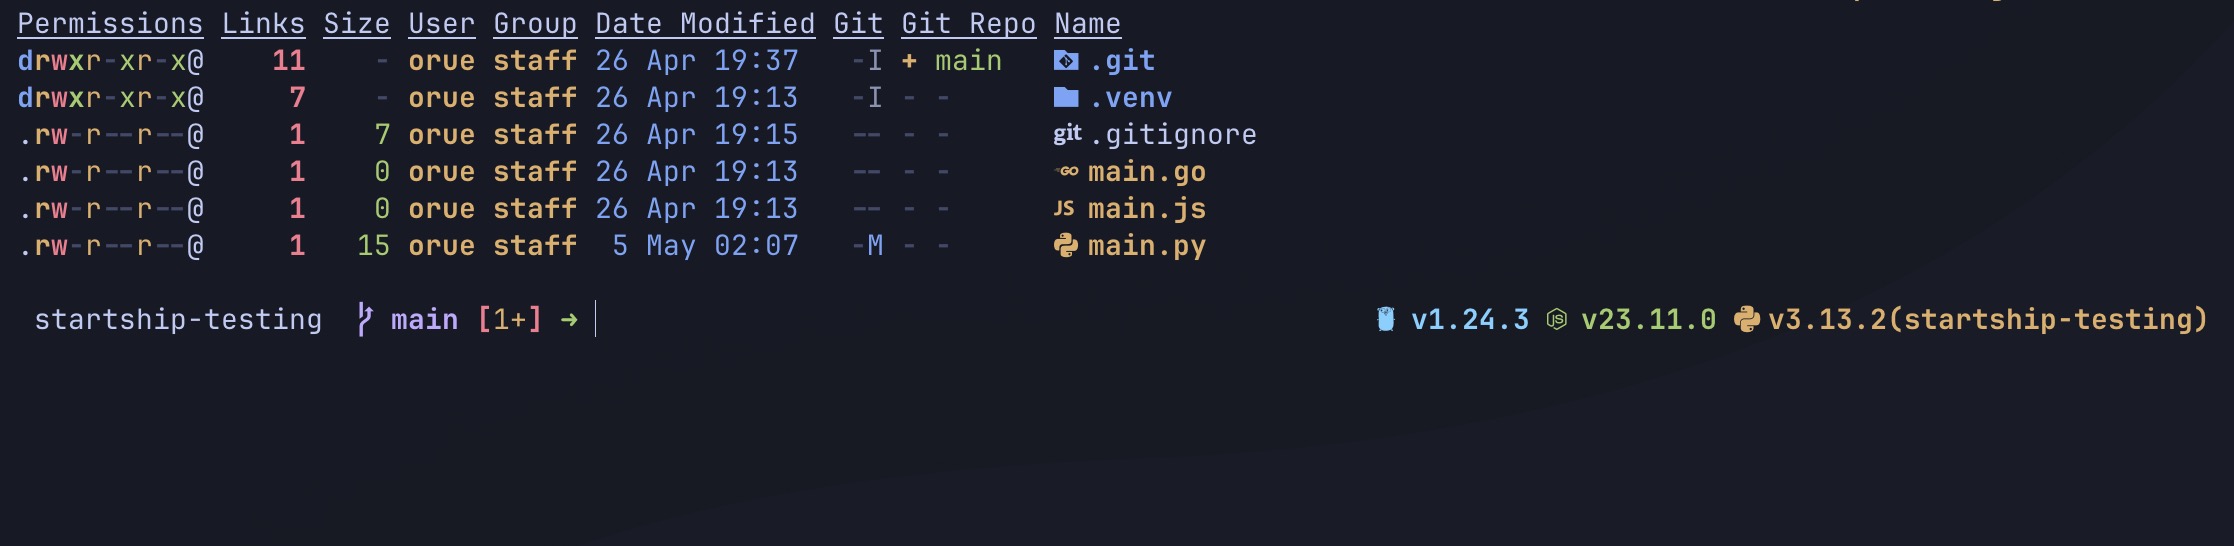 Permissions Links Size User Group Date Modified Git Git Repo Name
drwxr-xr-x@ 11 - orue staff 26 Apr 19:37 -I + main .git
drwxr-xr-x@ 7 - orue staff 26 Apr 19:13 -I - - .venv
.rw-r--r--@ 1 7 orue staff 26 Apr 19:15 -- - - git .gitignore
.rw-r--r--@ 1 0 orue staff 26 Apr 19:13 -- - - GO main.go
.rw-r--r--@ 1 0 orue staff 26 Apr 19:13 -- - - JS main.js
.rw-r--r--@ 1 15 orue staff 5 May 02:07 -M - - main.py
startship-testing main [1+] ➜ v1.24.3 JS v23.11.0 v3.13.2(startship-testing)